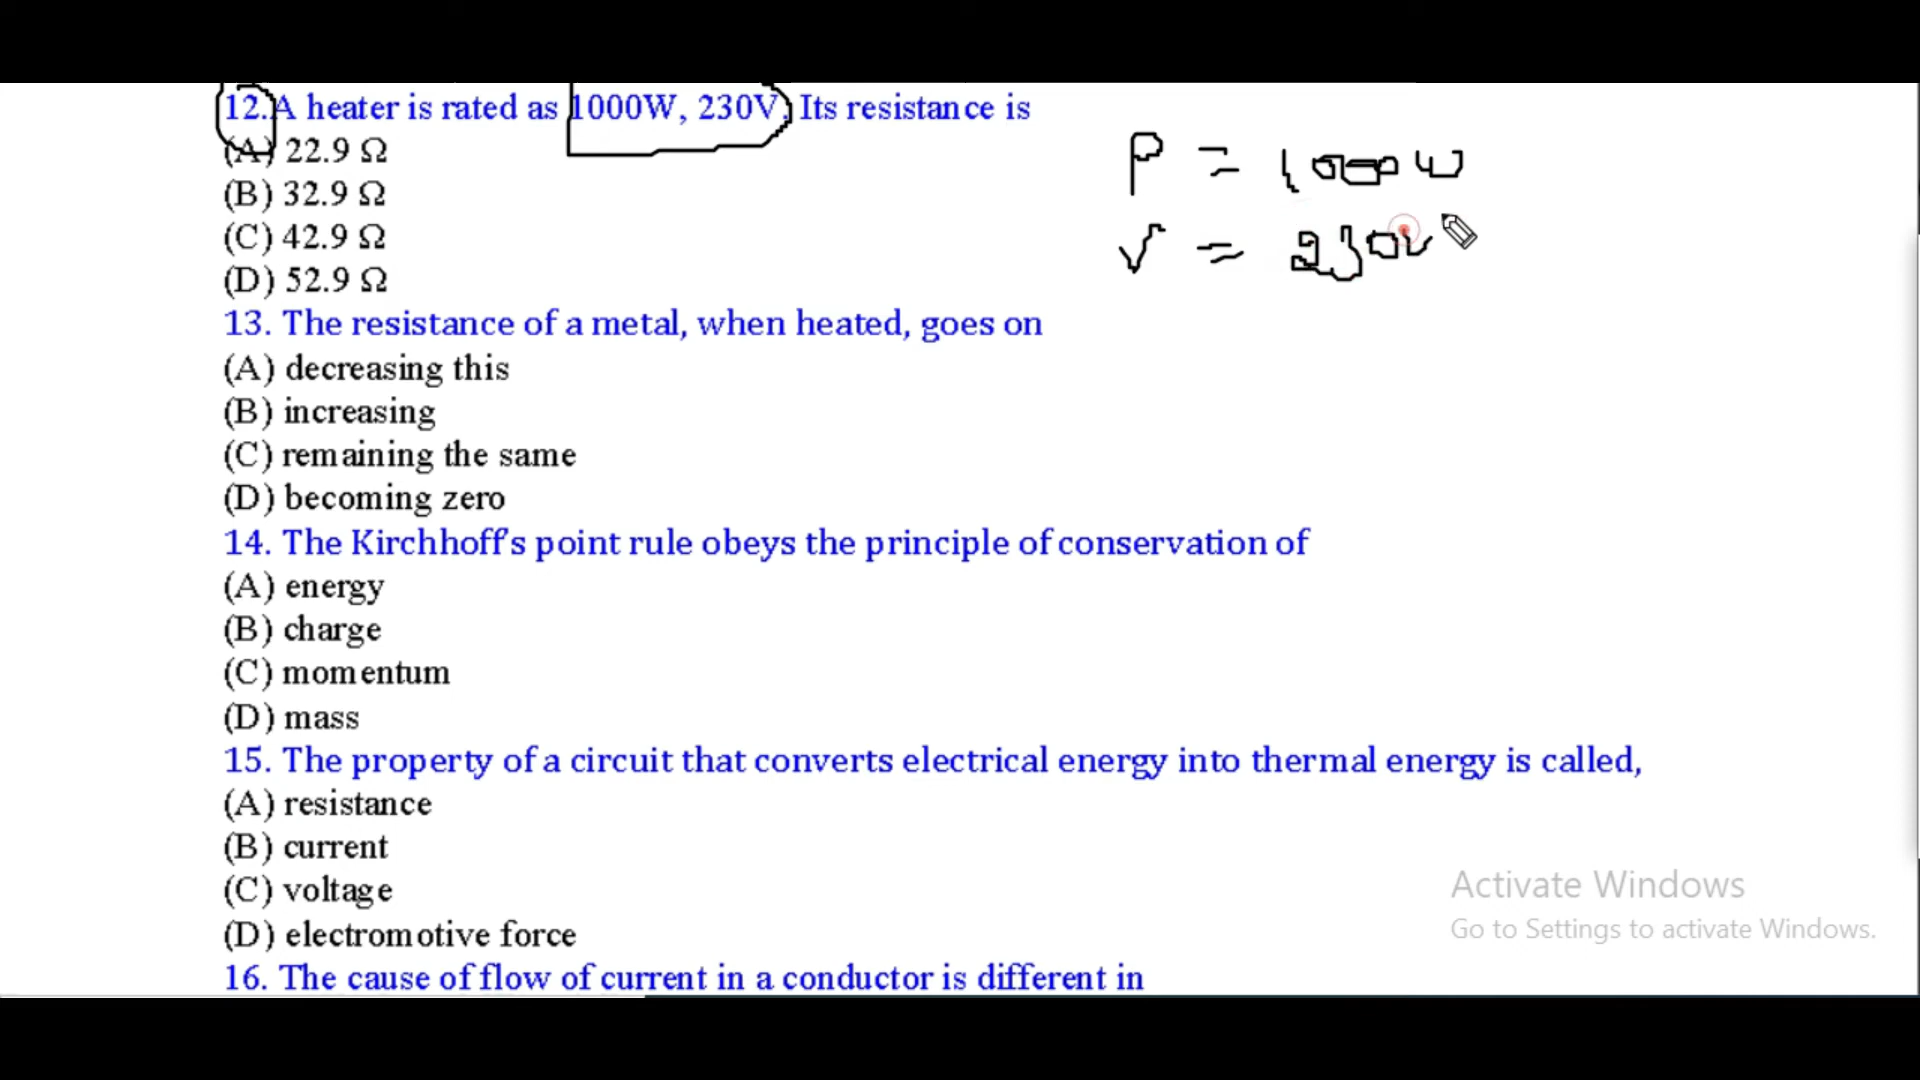 12. A heater is rated as 1000W, 230V. Its resistance is
(A) 22.9 Ω
(B) 32.9 Ω
(C) 42.9 Ω
(D) 52.9 Ω
P = 1000 W
V = 230V
13. The resistance of a metal, when heated, goes on
(A) decreasing this
(B) increasing
(C) remaining the same
(D) becoming zero
14. The Kirchhoff's point rule obeys the principle of conservation of
(A) energy
(B) charge
(C) momentum
(D) mass
15. The property of a circuit that converts electrical energy into thermal energy is called,
(A) resistance
(B) current
(C) voltage
(D) electromotive force
16. The cause of flow of current in a conductor is different in
Activate Windows
Go to Settings to activate Windows.